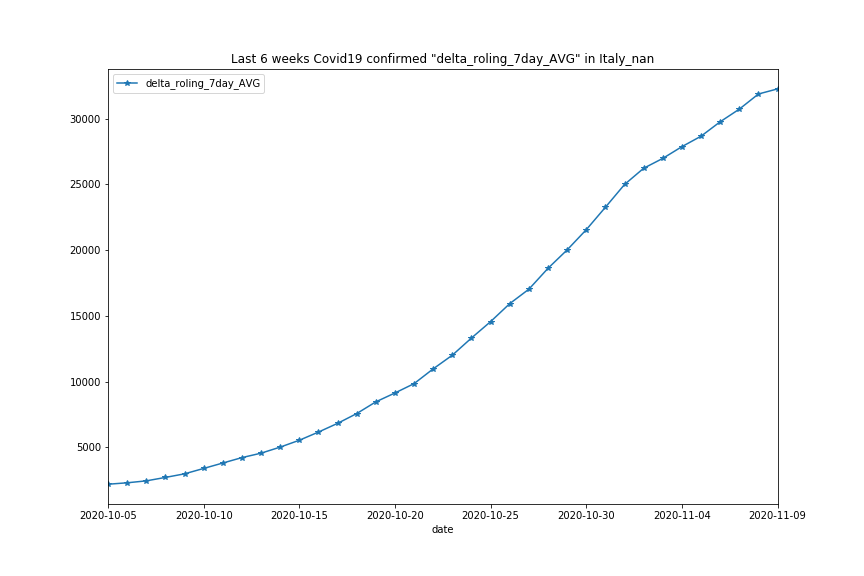 Last 6 weeks Covid19 confirmed "delta_roling_7day_AVG" in Italy_nan
delta_roling_7day_AVG
30000
25000
20000
15000
10000
5000
2020-10-05 2020-10-10 2020-10-15 2020-10-20 2020-10-25 2020-10-30 2020-11-04 2020-11-09
date